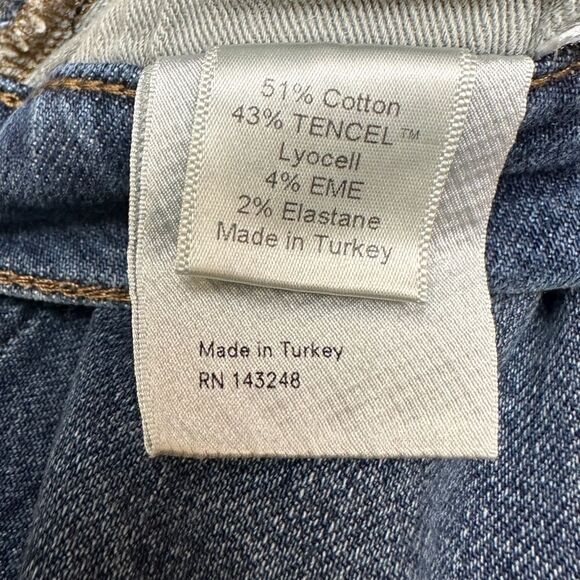 51% Cotton
43% TENCEL™
Lyocell
4% EME
2% Elastane
Made in Turkey
Made in Turkey
RN 143248